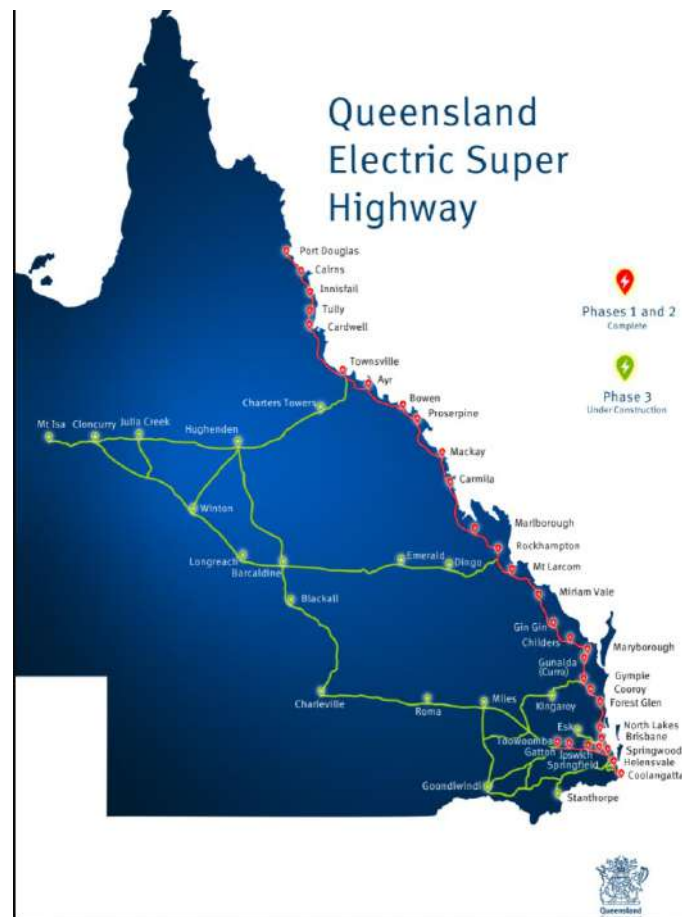 Queensland
Electric Super
Highway
Port Douglas
Cairns
Innisfail
Tully
Cardwell
Phases 1 and 2
Complete
Townsville
Ayr
Phase 3
Under Construction
Charters Towers
Bowen
Proserpine
Mt Isa
Cloncurry
Julia Creek
Hughenden
Mackay
Carmila
Winton
Marlborough
Rockhampton
Longreach
Barcaldine
Emerald
Dingo
Mt Larcom
Blackall
Miriam Vale
Gin Gin
Childers
Maryborough
Gunalda
(Curra)
Gympie
Cooroy
Charleville
Roma
Miles
Kingaroy
Forest Glen
Esk
North Lakes
Brisbane
Toowoomba
Gatton
Ipswich
Springwood
Springfield
Helensvale
Coolangatta
Goondiwindi
Stanthorpe
Queensland